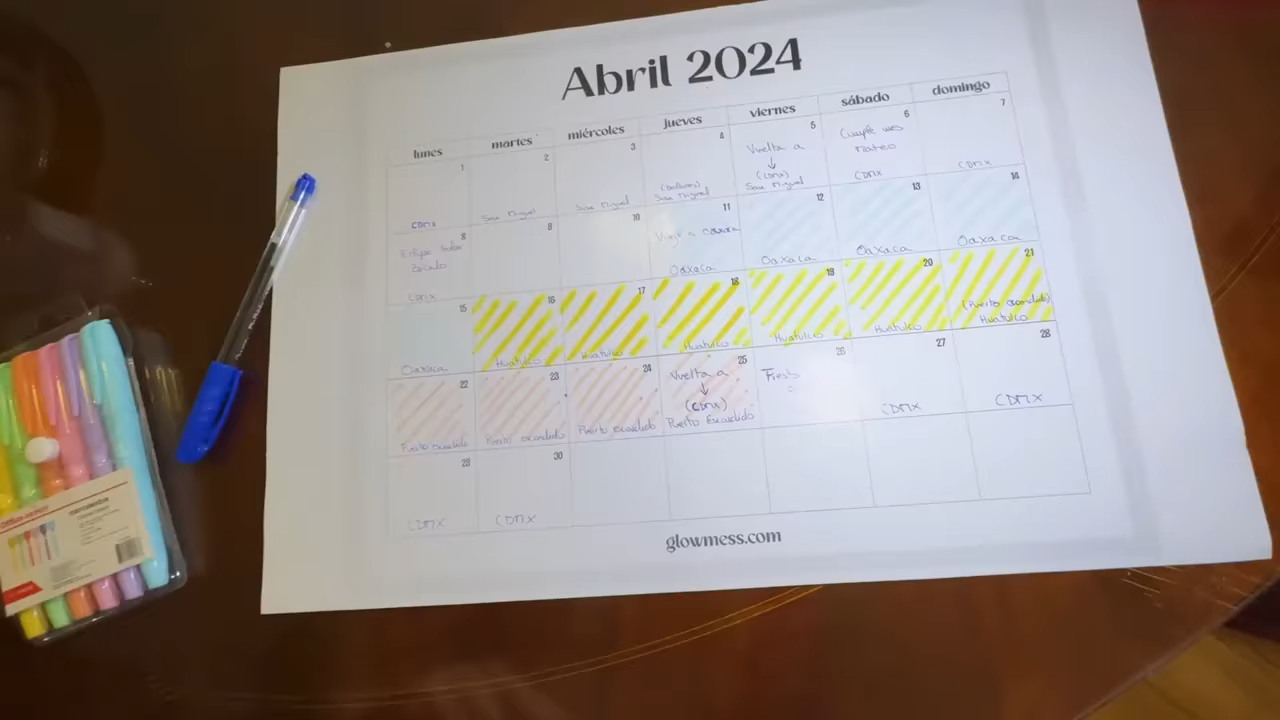 Abril 2024
lunes martes miércoles jueves viernes sábado domingo
1 2 3 4 5 6 7
Vuelta a
Cumple mes
Mateo
↓
(CDMX)
CDMX
San Miguel
San Miguel
San Miguel
San Miguel
CDMX
CDMX
8 9 10 11 12 13 14
Zócalo
Viaje a Oaxaca
CDMX
Oaxaca
Oaxaca
Oaxaca
Oaxaca
15 16 17 18 19 20 21
(Puerto escondido)
Oaxaca
Huatulco
Huatulco
Huatulco
Huatulco
Huatulco
Huatulco
22 23 24 25 26 27 28
Vuelta a
↓
(CDMX)
Puerto escondido
Puerto escondido
Puerto escondido
Puerto Escondido
CDMX
CDMX
29 30
CDMX
CDMX
glowmess.com